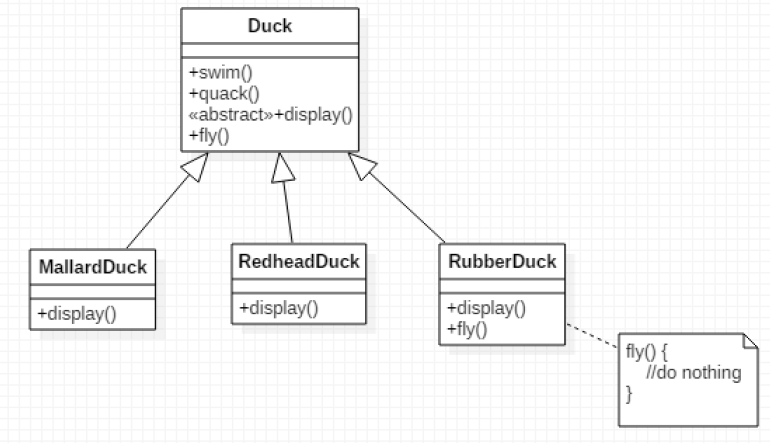 Duck
+swim()
+quack()
«abstract»+display()
+fly()
MallardDuck
+display()
RedheadDuck
+display()
RubberDuck
+display()
+fly()
fly() {
//do nothing
}